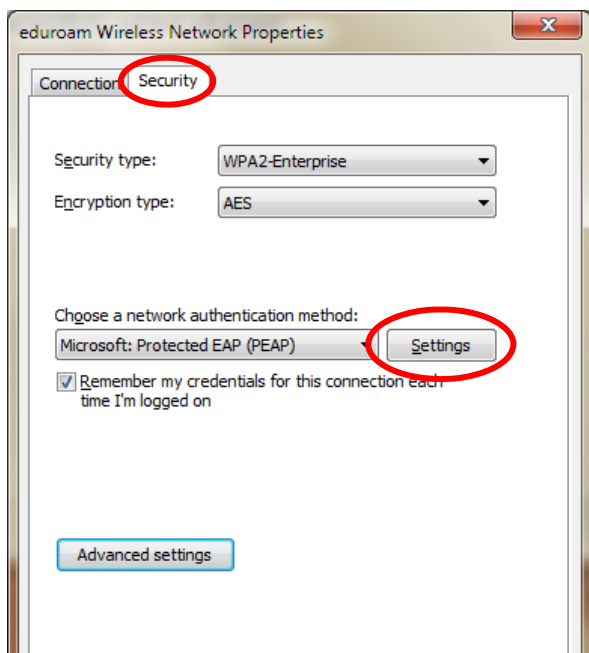 eduroam Wireless Network Properties
Connection Security
Security type: WPA2-Enterprise
Encryption type: AES
Choose a network authentication method:
Microsoft: Protected EAP (PEAP) Settings
Remember my credentials for this connection each
time I'm logged on
Advanced settings